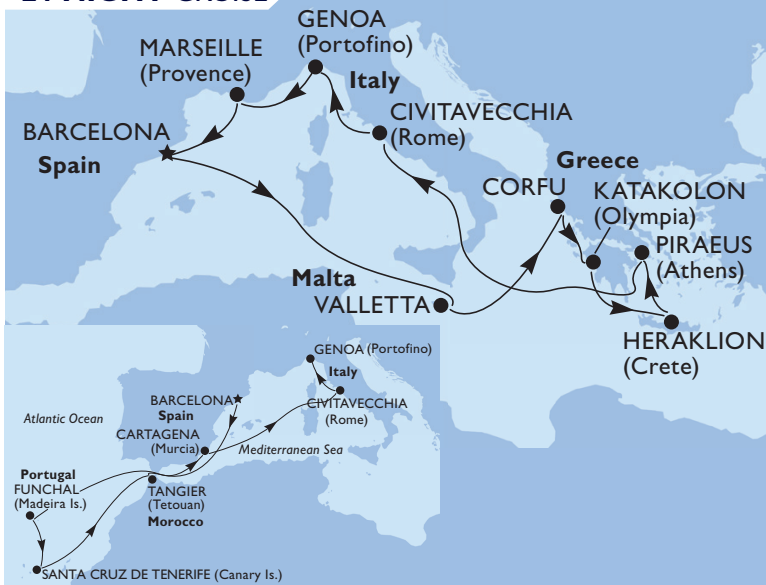 CHOICE
GENOA
(Portofino)
MARSEILLE
(Provence)
Italy
BARCELONA
Spain
CIVITAVECCHIA
(Rome)
Greece
CORFU
KATAKOLON
(Olympia)
PIRAEUS
(Athens)
Malta
VALLETTA
HERAKLION
(Crete)
GENOA (Portofino)
Italy
BARCELONA
Spain
CIVITAVECCHIA
(Rome)
Atlantic Ocean
CARTAGENA
(Murcia)
Mediterranean Sea
Portugal
FUNCHAL
(Madeira Is.)
TANGIER
(Tetouan)
Morocco
SANTA CRUZ DE TENERIFE (Canary Is.)